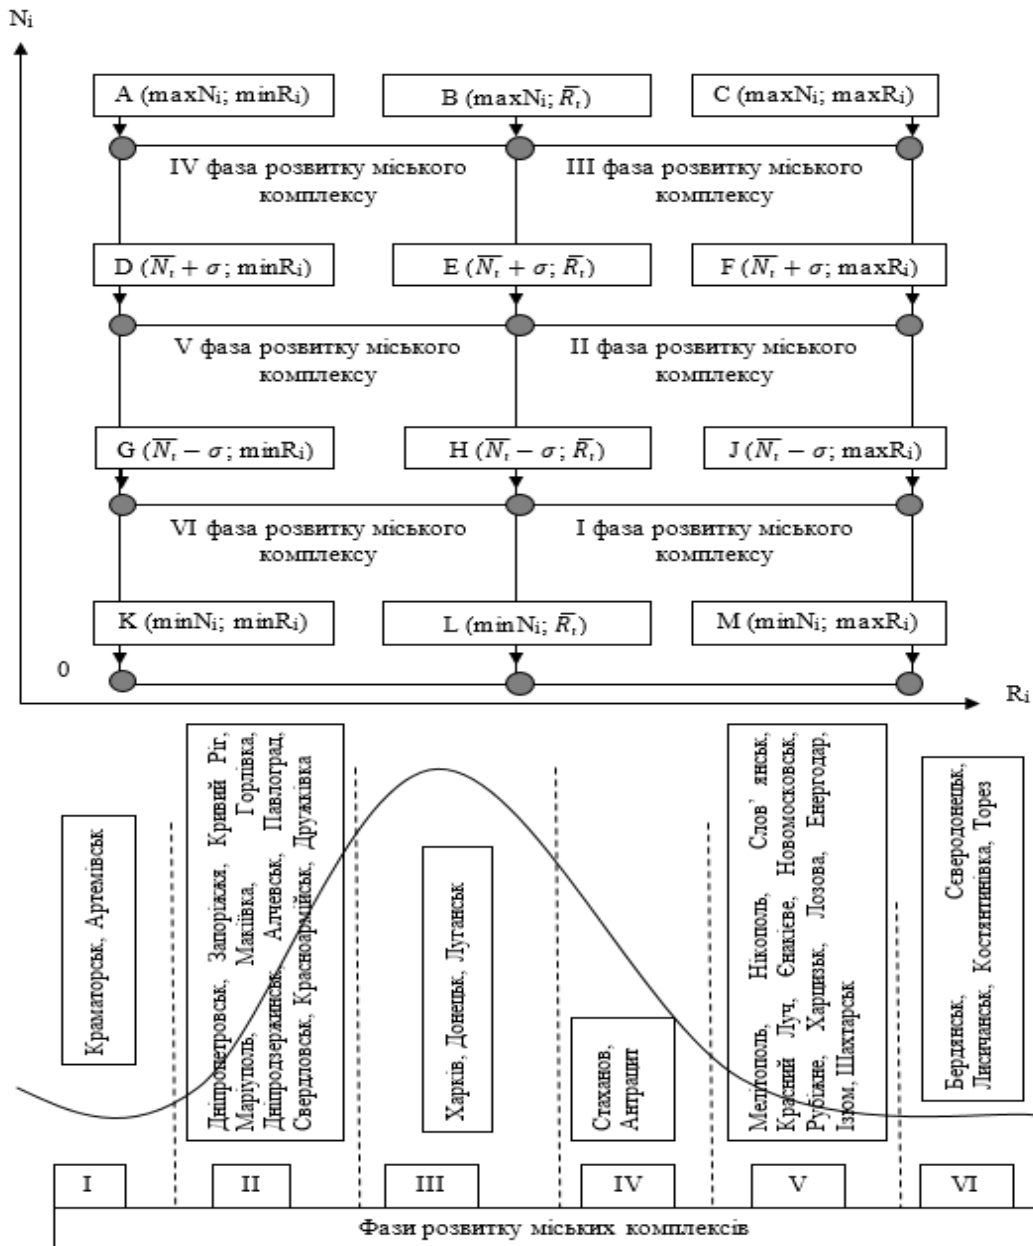 Nᵢ
A (maxNᵢ; minRᵢ)
B (maxNᵢ; R̅ᵢ)
C (maxNᵢ; maxRᵢ)
IV фаза розвитку міського
комплексу
III фаза розвитку міського
комплексу
D (N̅ᵢ + σ; minRᵢ)
E (N̅ᵢ + σ; R̅ᵢ)
F (N̅ᵢ + σ; maxRᵢ)
V фаза розвитку міського
комплексу
II фаза розвитку міського
комплексу
G (N̅ᵢ − σ; minRᵢ)
H (N̅ᵢ − σ; R̅ᵢ)
J (N̅ᵢ − σ; maxRᵢ)
VI фаза розвитку міського
комплексу
I фаза розвитку міського
комплексу
K (minNᵢ; minRᵢ)
L (minNᵢ; R̅ᵢ)
M (minNᵢ; maxRᵢ)
0
Rᵢ
Краматорськ, Артемівськ
Дніпропетровськ, Запоріжжя, Кривий Ріг,
Маріуполь, Макіївка, Горлівка,
Дніпродзержинськ, Алчевськ, Павлоград,
Свердловськ, Красноармійськ, Дружківка
Харків, Донецьк, Луганськ
Стаханов,
Антрацит
Мелітополь, Нікополь, Слов’ янськ,
Красний Луч, Єнакієве, Новомосковськ,
Рубіжне, Харцизьк, Лозова, Енергодар,
Ізюм, Шахтарськ
Бердянськ, Сєверодонецьк,
Лисичанськ, Костянтинівка, Торез
I
II
III
IV
V
VI
Фази розвитку міських комплексів